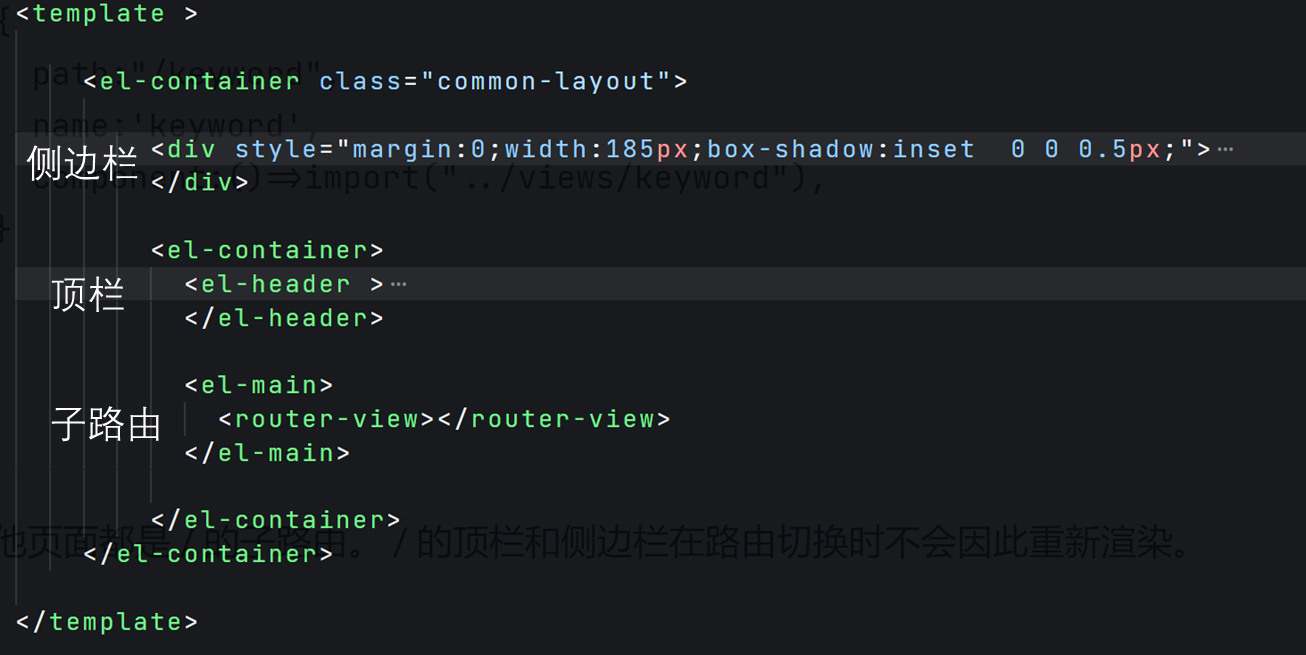 <template >
{
<el-container class="common-layout">
path:"/keyword"
name:'keyword',
侧边栏 <div style="margin:0;width:185px;box-shadow:inset  0 0 0.5px;">…
</div>
()=>import("../views/keyword"),
}
<el-container>
顶栏 <el-header >…
</el-header>
<el-main>
子路由 <router-view></router-view>
</el-main>
</el-container>
他页面都是 / 的子路由。 / 的顶栏和侧边栏在路由切换时不会因此重新渲染。
</el-container>
</template>